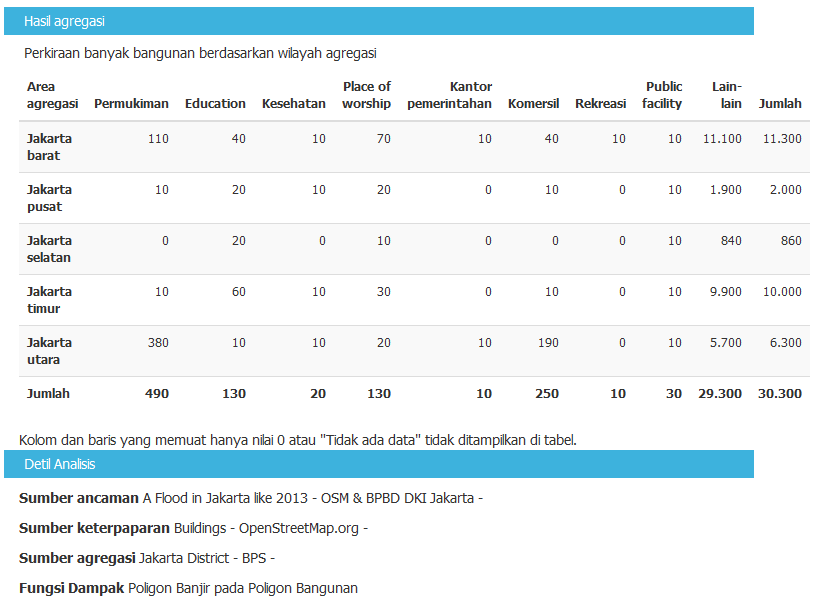 Hasil agregasi
Perkiraan banyak bangunan berdasarkan wilayah agregasi
Area agregasi Permukiman Education Kesehatan Place of worship Kantor pemerintahan Komersil Rekreasi Public facility Lain-lain Jumlah
Jakarta barat 110 40 10 70 10 40 10 10 11.100 11.300
Jakarta pusat 10 20 10 20 0 10 0 10 1.900 2.000
Jakarta selatan 0 20 0 10 0 0 0 10 840 860
Jakarta timur 10 60 10 30 0 10 0 10 9.900 10.000
Jakarta utara 380 10 10 20 10 190 0 10 5.700 6.300
Jumlah 490 130 20 130 10 250 10 30 29.300 30.300
Kolom dan baris yang memuat hanya nilai 0 atau "Tidak ada data" tidak ditampilkan di tabel.
Detil Analisis
Sumber ancaman A Flood in Jakarta like 2013 - OSM & BPBD DKI Jakarta -
Sumber keterpaparan Buildings - OpenStreetMap.org -
Sumber agregasi Jakarta District - BPS -
Fungsi Dampak Poligon Banjir pada Poligon Bangunan